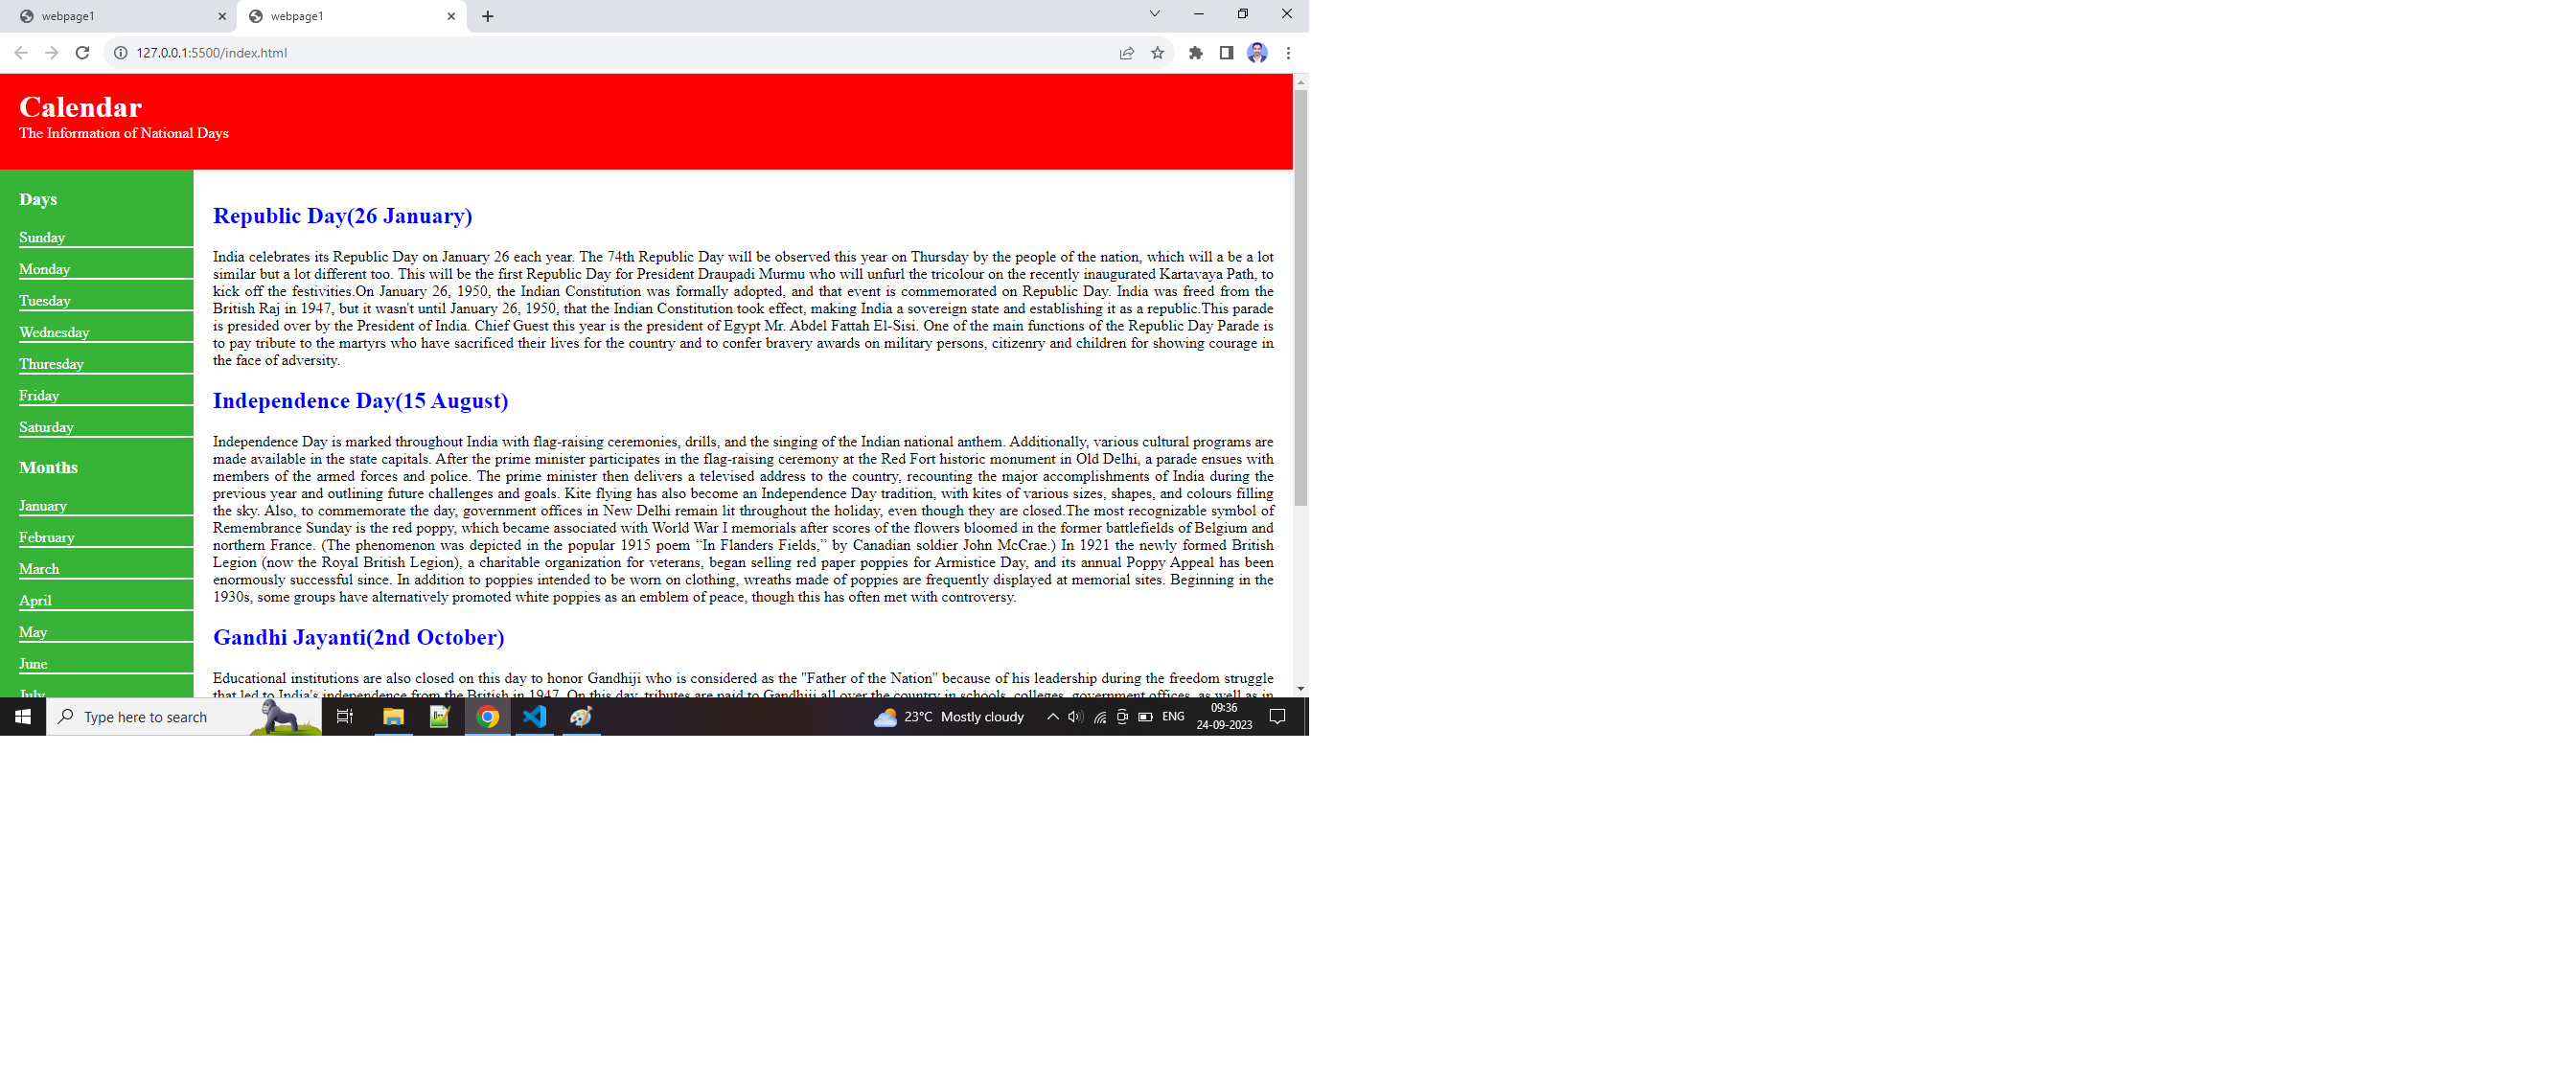 webpage1
webpage1
127.0.0.1:5500/index.html
Calendar
The Information of National Days
Days
Sunday
Monday
Tuesday
Wednesday
Thuresday
Friday
Saturday
Months
January
February
March
April
May
June
July
Republic Day(26 January)
India celebrates its Republic Day on January 26 each year. The 74th Republic Day will be observed this year on Thursday by the people of the nation, which will a be a lot
similar but a lot different too. This will be the first Republic Day for President Draupadi Murmu who will unfurl the tricolour on the recently inaugurated Kartavaya Path, to
kick off the festivities.On January 26, 1950, the Indian Constitution was formally adopted, and that event is commemorated on Republic Day. India was freed from the
British Raj in 1947, but it wasn't until January 26, 1950, that the Indian Constitution took effect, making India a sovereign state and establishing it as a republic.This parade
is presided over by the President of India. Chief Guest this year is the president of Egypt Mr. Abdel Fattah El-Sisi. One of the main functions of the Republic Day Parade is
to pay tribute to the martyrs who have sacrificed their lives for the country and to confer bravery awards on military persons, citizenry and children for showing courage in
the face of adversity.
Independence Day(15 August)
Independence Day is marked throughout India with flag-raising ceremonies, drills, and the singing of the Indian national anthem. Additionally, various cultural programs are
made available in the state capitals. After the prime minister participates in the flag-raising ceremony at the Red Fort historic monument in Old Delhi, a parade ensues with
members of the armed forces and police. The prime minister then delivers a televised address to the country, recounting the major accomplishments of India during the
previous year and outlining future challenges and goals. Kite flying has also become an Independence Day tradition, with kites of various sizes, shapes, and colours filling
the sky. Also, to commemorate the day, government offices in New Delhi remain lit throughout the holiday, even though they are closed.The most recognizable symbol of
Remembrance Sunday is the red poppy, which became associated with World War I memorials after scores of the flowers bloomed in the former battlefields of Belgium and
northern France. (The phenomenon was depicted in the popular 1915 poem “In Flanders Fields,” by Canadian soldier John McCrae.) In 1921 the newly formed British
Legion (now the Royal British Legion), a charitable organization for veterans, began selling red paper poppies for Armistice Day, and its annual Poppy Appeal has been
enormously successful since. In addition to poppies intended to be worn on clothing, wreaths made of poppies are frequently displayed at memorial sites. Beginning in the
1930s, some groups have alternatively promoted white poppies as an emblem of peace, though this has often met with controversy.
Gandhi Jayanti(2nd October)
Educational institutions are also closed on this day to honor Gandhiji who is considered as the "Father of the Nation" because of his leadership during the freedom struggle
that led to India's independence from the British in 1947. On this day, tributes are paid to Gandhiji all over the country in schools, colleges, government offices, as well as in
Type here to search
23°C Mostly cloudy
ENG
09:36
24-09-2023